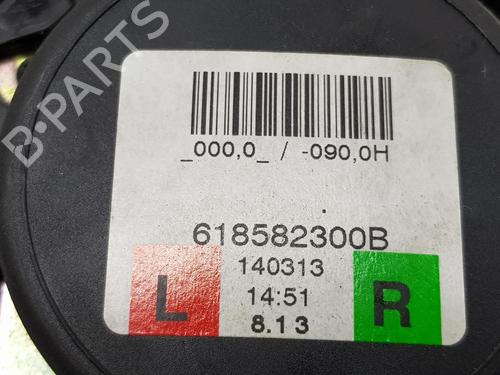 B-PARTS
_000,0_ / -090,0H
618582300B
L 140313 R
14:51
8.13